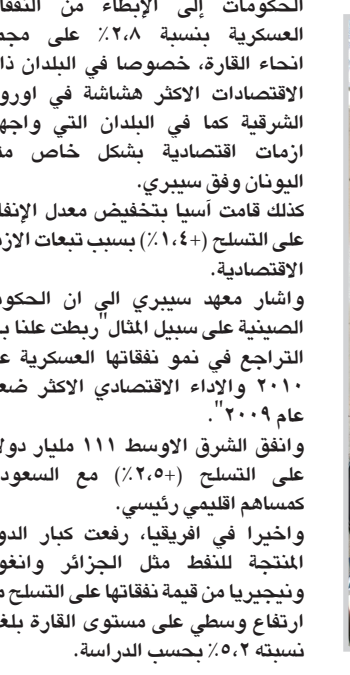 الحكومات إلى الإبطاء من النفقا
العسكرية بنسبة ٢،٨٪ على مجم
انحاء القارة، خصوصا في البلدان ذا
الاقتصادات الاكثر هشاشة في اورو
الشرقية كما في البلدان التي واجه
ازمات اقتصادية بشكل خاص مث
اليونان وفق سيبري.
كذلك قامت آسيا بتخفيض معدل الإنفا
على التسلح (+١،٤٪) بسبب تبعات الاز
الاقتصادية.
واشار معهد سيبري الى ان الحكو
الصينية على سبيل المثال"ربطت علنا ب
التراجع في نمو نفقاتها العسكرية ع
٢٠١٠ والاداء الاقتصادي الاكثر ضع
عام ٢٠٠٩".
وانفق الشرق الاوسط ١١١ مليار دولا
على التسلح (+٢،٥٪) مع السعود
كمساهم اقليمي رئيسي.
واخيرا في افريقيا، رفعت كبار الدو
المنتجة للنفط مثل الجزائر وانغو
ونيجيريا من قيمة نفقاتها على التسلح م
ارتفاع وسطي على مستوى القارة بلغ
نسبته ٥،٢٪ بحسب الدراسة.